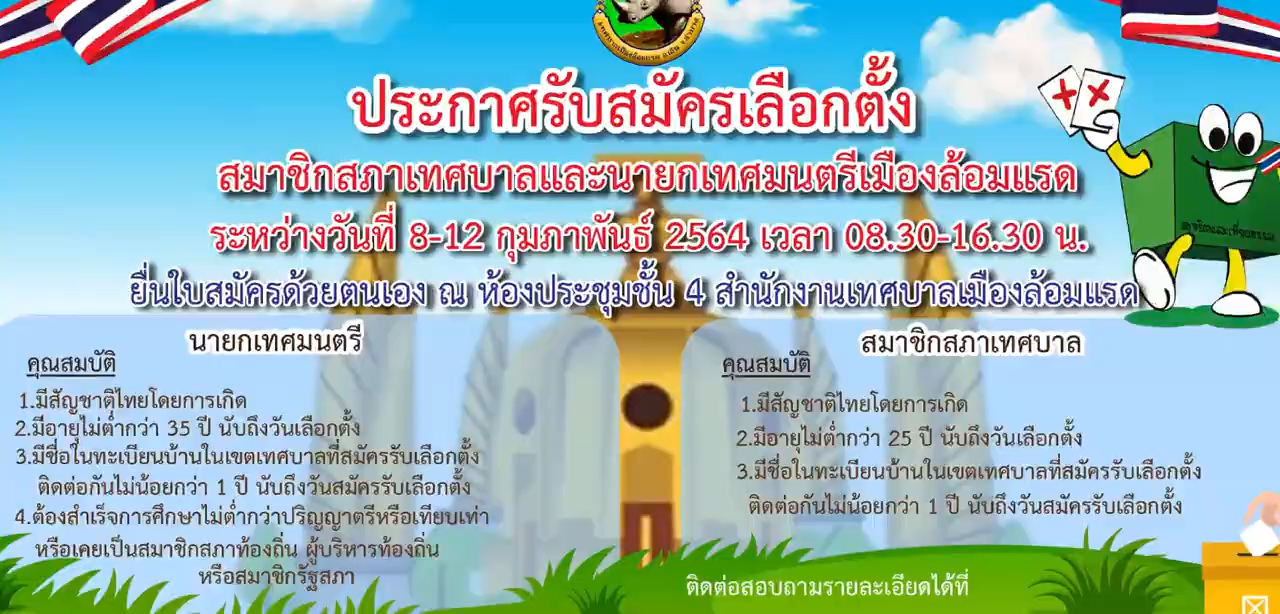 ประกาศรับสมัครเลือกตั้ง
สมาชิกสภาเทศบาลและนายกเทศมนตรีเมืองล้อมแรด
ระหว่างวันที่ 8-12 กุมภาพันธ์ 2564 เวลา 08.30-16.30 น.
ยื่นใบสมัครด้วยตนเอง ณ ห้องประชุมชั้น 4 สำนักงานเทศบาลเมืองล้อมแรด
นายกเทศมนตรี
คุณสมบัติ
1.มีสัญชาติไทยโดยการเกิด
2.มีอายุไม่ต่ำกว่า 35 ปี นับถึงวันเลือกตั้ง
3.มีชื่อในทะเบียนบ้านในเขตเทศบาลที่สมัครรับเลือกตั้ง
ติดต่อกันไม่น้อยกว่า 1 ปี นับถึงวันสมัครรับเลือกตั้ง
4.ต้องสำเร็จการศึกษาไม่ต่ำกว่าปริญญาตรีหรือเทียบเท่า
หรือเคยเป็นสมาชิกสภาท้องถิ่น ผู้บริหารท้องถิ่น
หรือสมาชิกรัฐสภา
สมาชิกสภาเทศบาล
คุณสมบัติ
1.มีสัญชาติไทยโดยการเกิด
2.มีอายุไม่ต่ำกว่า 25 ปี นับถึงวันเลือกตั้ง
3.มีชื่อในทะเบียนบ้านในเขตเทศบาลที่สมัครรับเลือกตั้ง
ติดต่อกันไม่น้อยกว่า 1 ปี นับถึงวันสมัครรับเลือกตั้ง
ติดต่อสอบถามรายละเอียดได้ที่